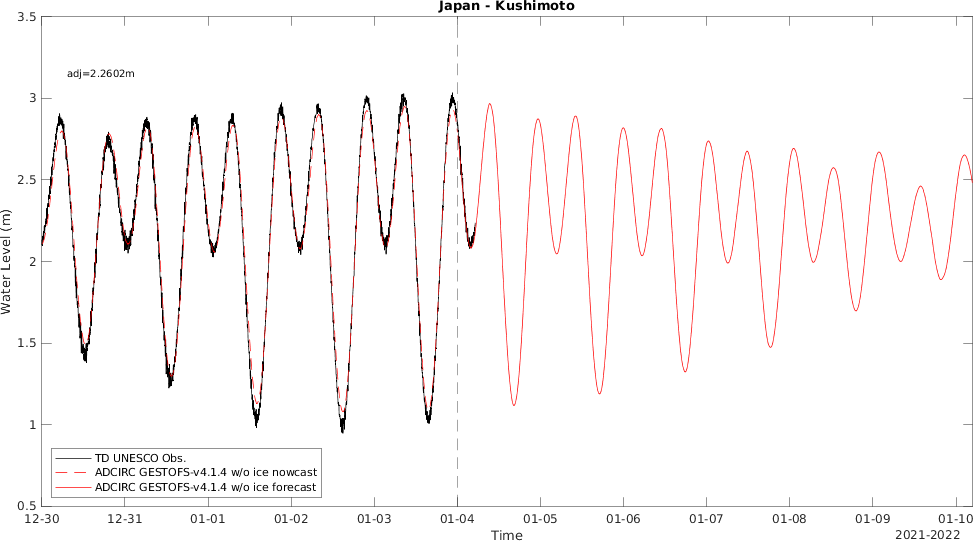 Japan - Kushimoto
3.5
adj=2.2602m
3
2.5
2
1.5
1
0.5
Water Level (m)
TD UNESCO Obs.
ADCIRC GESTOFS-v4.1.4 w/o ice nowcast
ADCIRC GESTOFS-v4.1.4 w/o ice forecast
12-30 12-31 01-01 01-02 01-03 01-04 01-05 01-06 01-07 01-08 01-09 01-10
Time
2021-2022